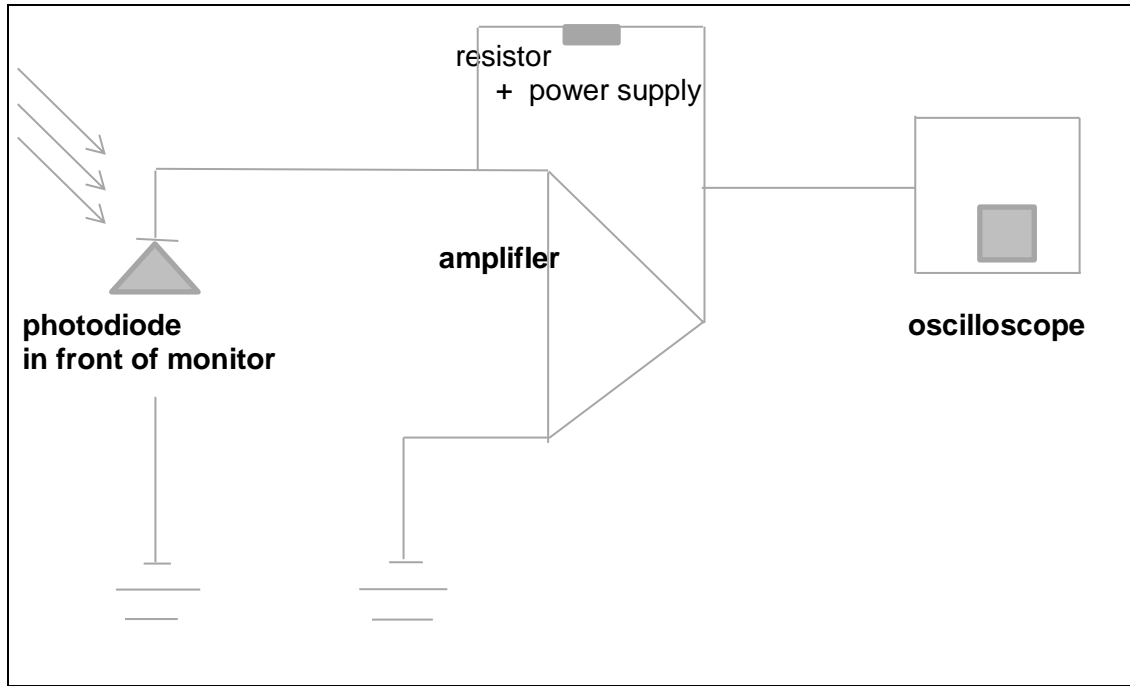 resistor
+ power supply
amplifler
photodiode
in front of monitor
oscilloscope